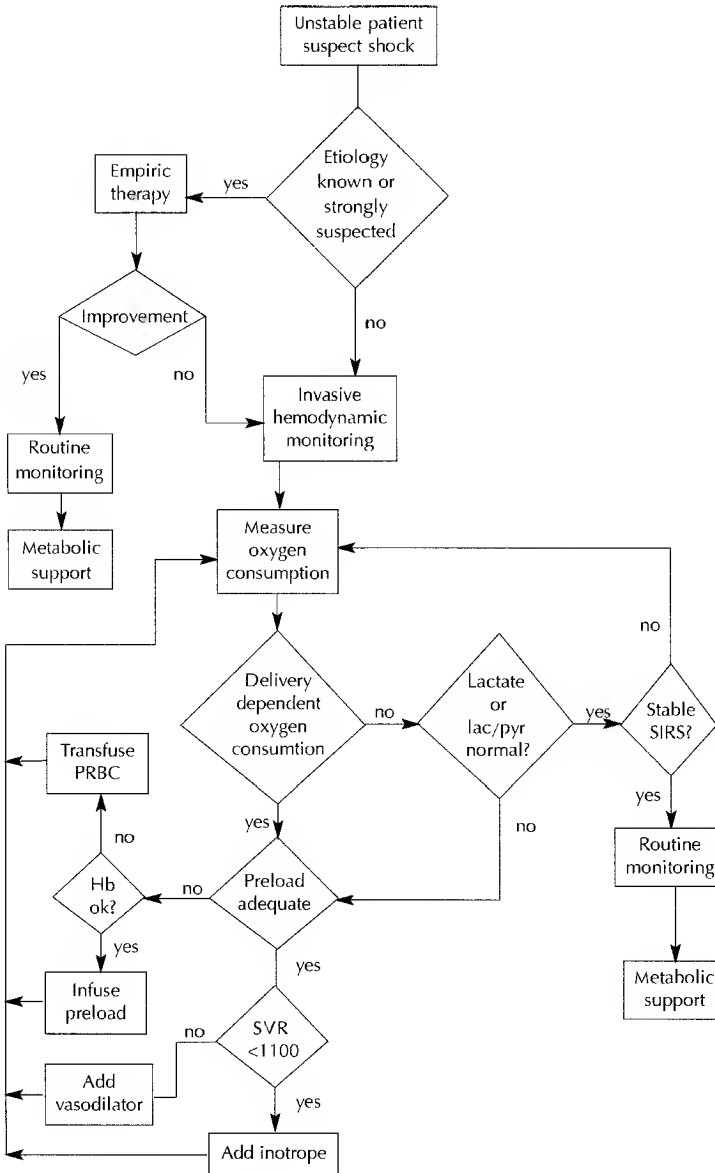 Unstable patient
suspect shock
Etiology
known or
strongly
suspected
yes
Empiric
therapy
no
Improvement
yes
no
Invasive
hemodynamic
monitoring
Routine
monitoring
Metabolic
support
Measure
oxygen
consumption
Delivery
dependent
oxygen
consumtion
no
Lactate
or
lac/pyr
normal?
yes
Stable
SIRS?
no
yes
Routine
monitoring
Metabolic
support
no
yes
Preload
adequate
no
Hb
ok?
no
Transfuse
PRBC
yes
Infuse
preload
yes
SVR
<1100
no
Add
vasodilator
yes
Add inotrope